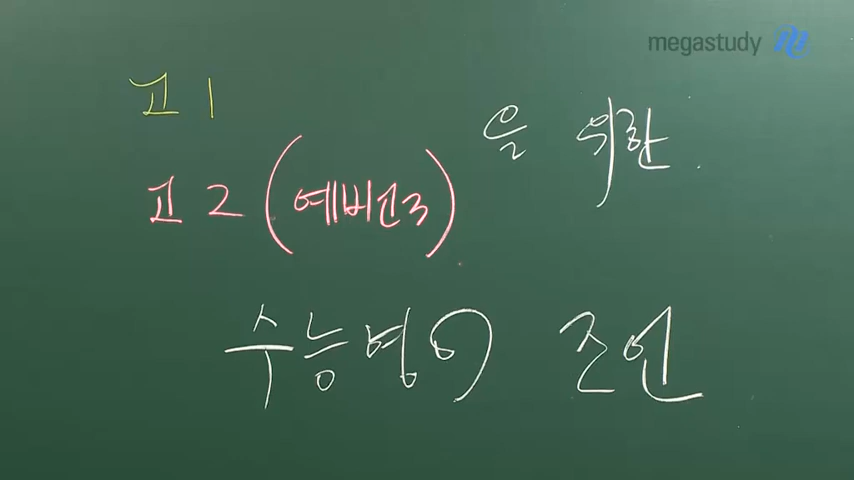 megastudy
고 1
을 위한
고 2 (예비고3)
수능영어 조언